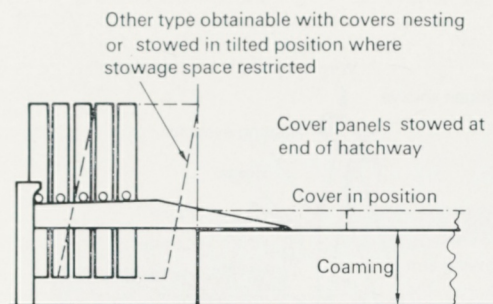 Other type obtainable with covers nesting
or stowed in tilted position where
stowage space restricted
Cover panels stowed at
end of hatchway
Cover in position
Coaming